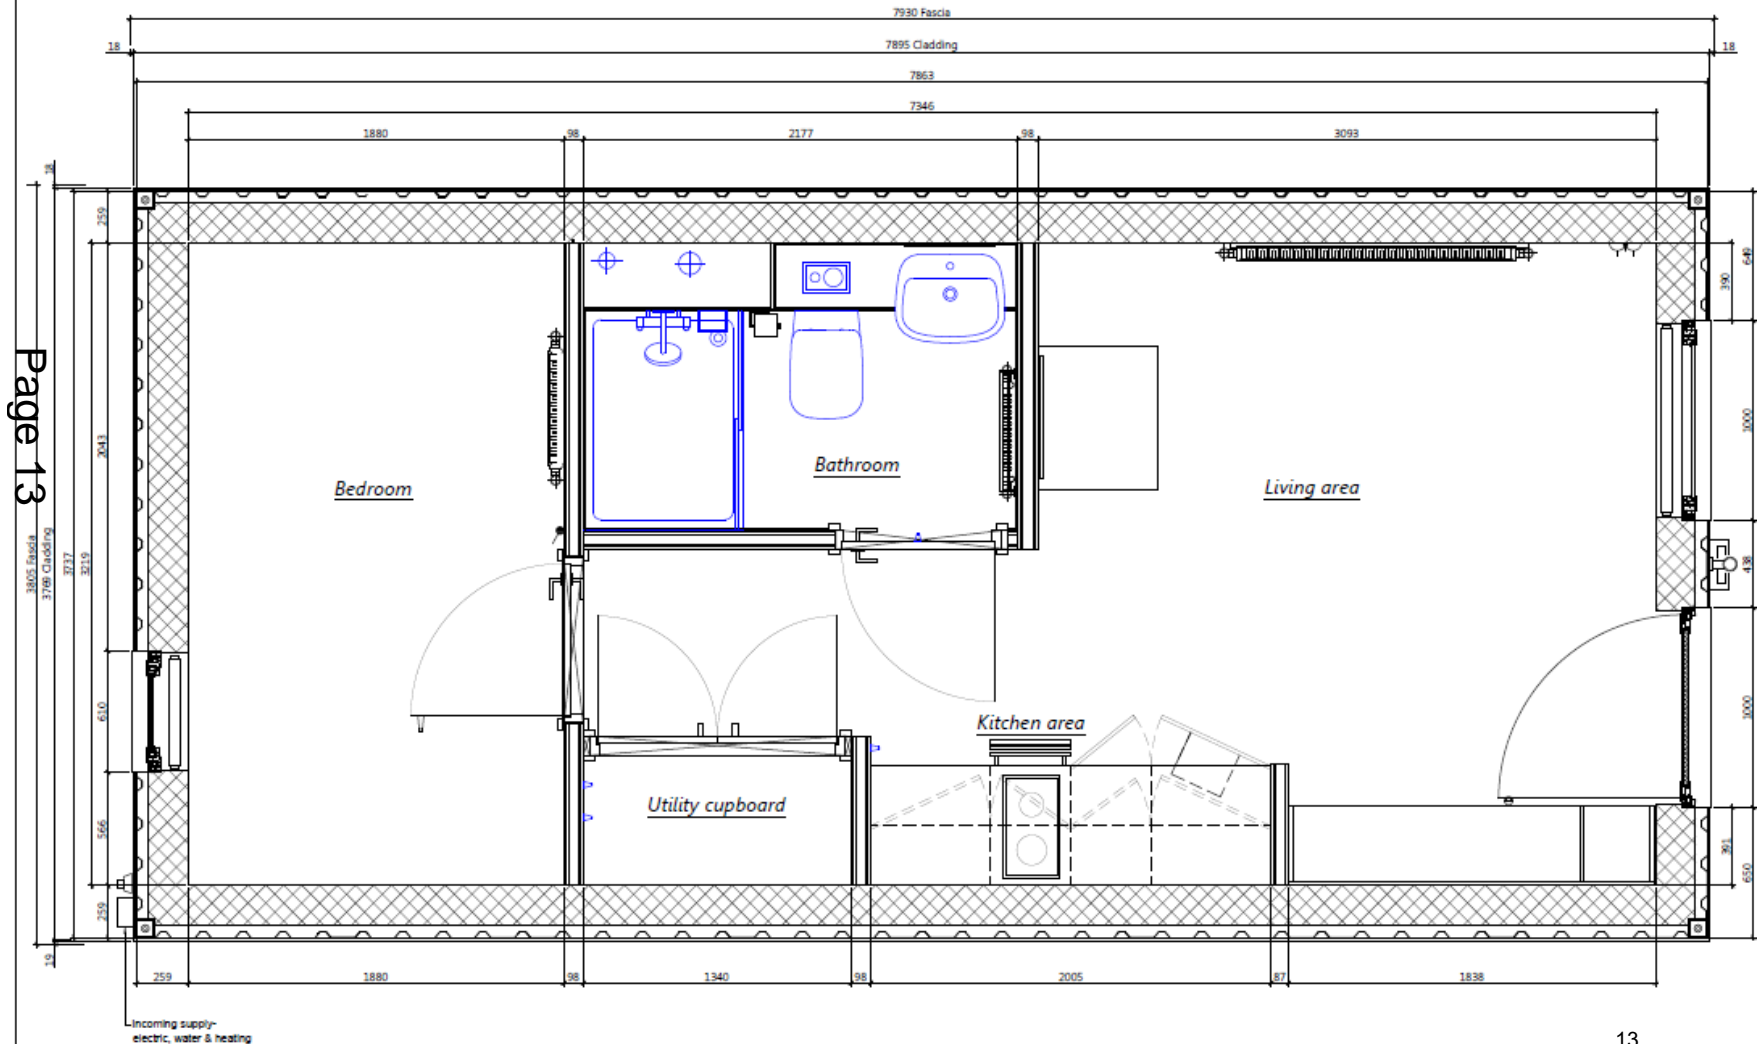 7930 Fascia
18
7895 Cladding
18
7863
7346
1880
98
2177
98
3093
18
259
2043
610
566
259
19
3805 Fascia
3769 Cladding
3737
3219
Page 13
649
390
1000
438
1000
391
650
Bedroom
Bathroom
Living area
Kitchen area
Utility cupboard
259
1880
98
1340
98
2005
87
1838
Incoming supply-
electric, water & heating
13